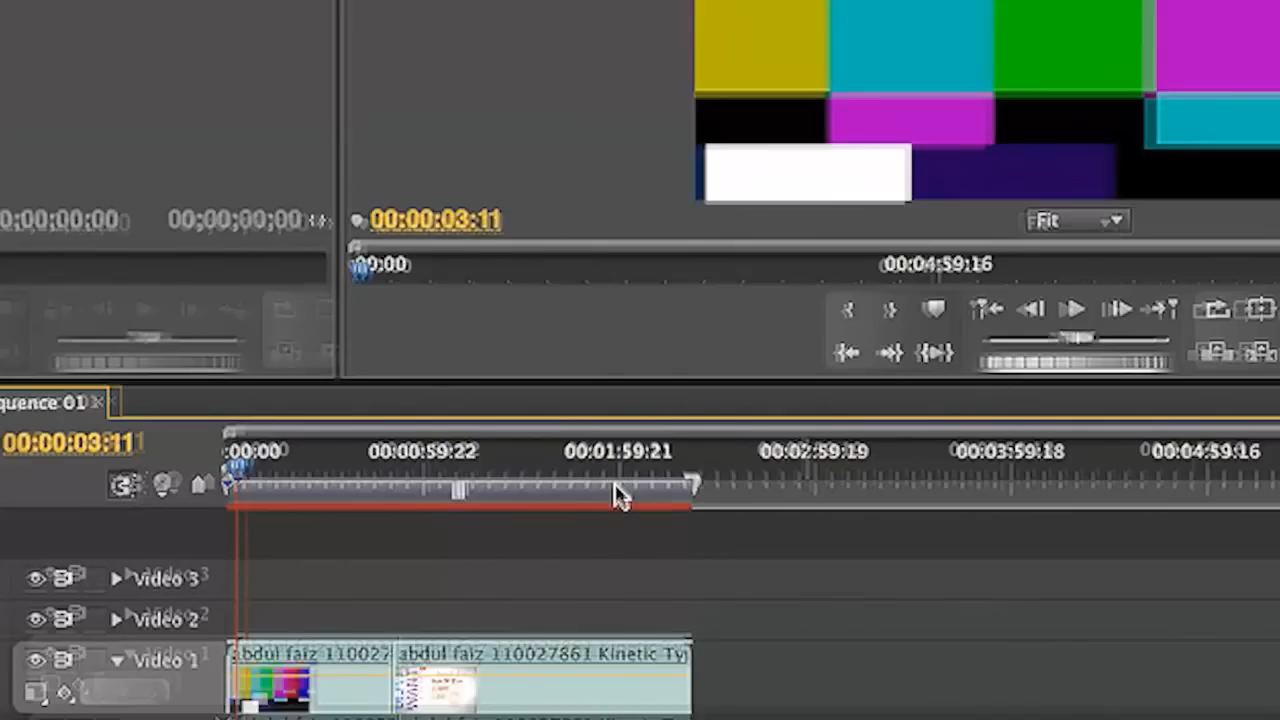 0;00;00;00 00;00;00;00
00:00:03:11
Fit
00:00 00:04:59:16
quence 01
00:00:03:11
:00:00 00:00:59:22 00:01:59:21 00:02:59:19 00:03:59:18 00:04:59:16
Video 3
Video 2
Video 1
abdul faiz 110027 abdul faiz 110027861 Kinetic Ty